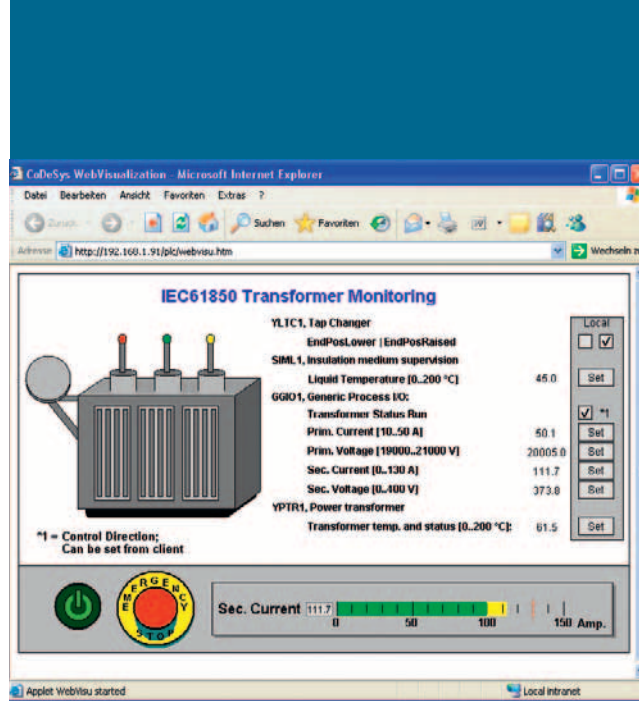 CoDeSys WebVisualization - Microsoft Internet Explorer
Datei Bearbeiten Ansicht Favoriten Extras ?
Zurück Suchen Favoriten
Adresse http://192.168.1.91/plc/webvisu.htm Wechseln z
IEC61850 Transformer Monitoring
YLTC1, Tap Changer Local
EndPosLower | EndPosRaised
SIML1, Insulation medium supervision
Liquid Temperature [0..200 °C] 45.0 Set
GGIO1, Generic Process I/O:
Transformer Status Run *1
Prim. Current [10..50 A] 50.1 Set
Prim. Voltage [19000..21000 V] 20005.0 Set
Sec. Current [0..130 A] 111.7 Set
Sec. Voltage [0..400 V] 373.8 Set
YPTR1, Power transformer
Transformer temp. and status [0..200 °C]: 61.5 Set
*1 = Control Direction;
Can be set from client
EMERGENCY
STOP
Sec. Current 111.7
0 50 100 150 Amp.
Applet WebVisu started Local intranet